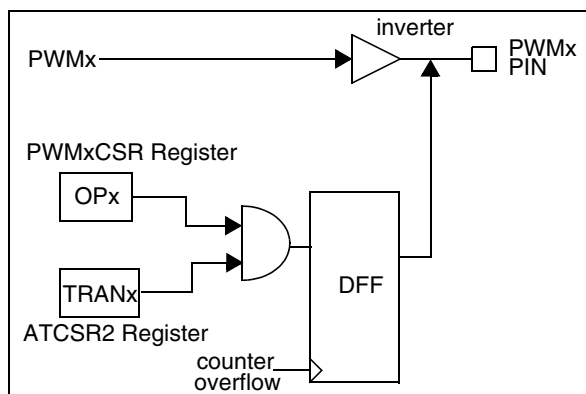 inverter
PWMx
PWMx
PIN
PWMxCSR Register
OPx
TRANx
DFF
ATCSR2 Register
counter
overflow